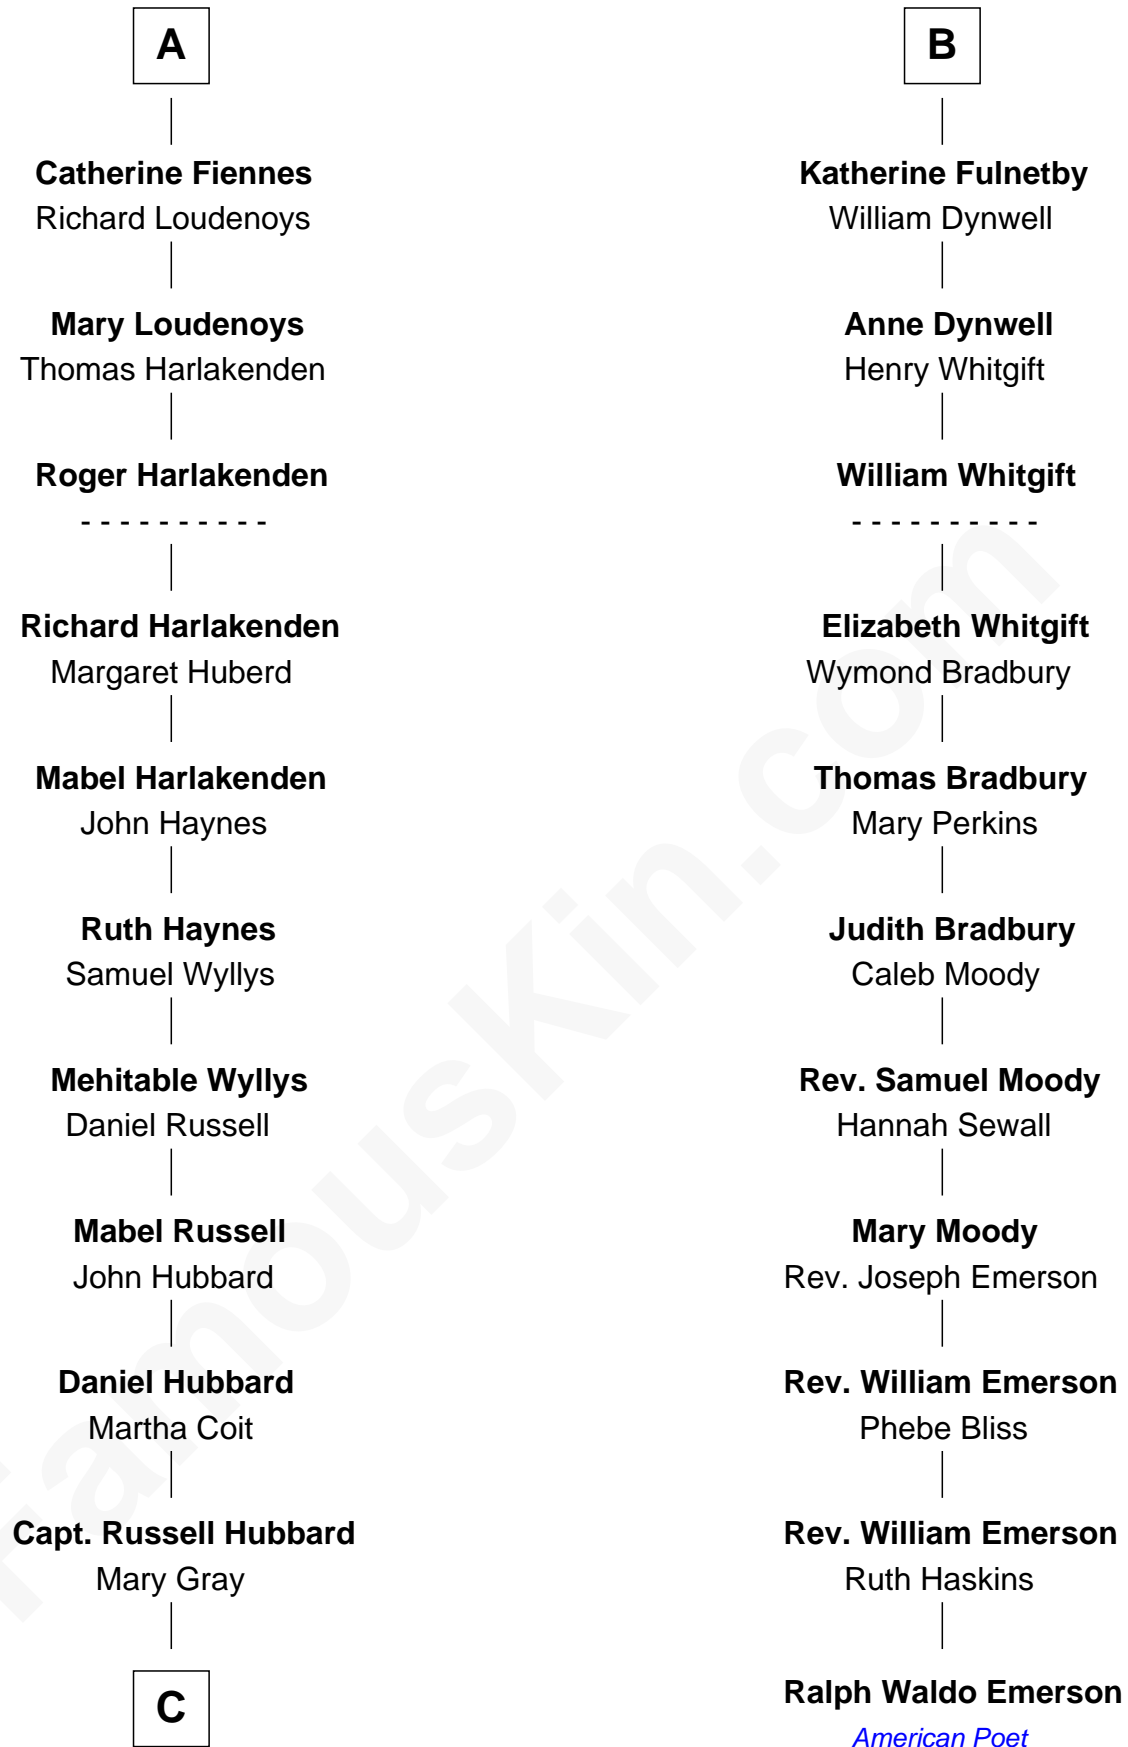 A
Catherine Fiennes
Richard Loudenoys
Mary Loudenoys
Thomas Harlakenden
Roger Harlakenden
- - - - - - - - - -
Richard Harlakenden
Margaret Huberd
Mabel Harlakenden
John Haynes
Ruth Haynes
Samuel Wyllys
Mehitable Wyllys
Daniel Russell
Mabel Russell
John Hubbard
Daniel Hubbard
Martha Coit
Capt. Russell Hubbard
Mary Gray
C
B
Katherine Fulnetby
William Dynwell
Anne Dynwell
Henry Whitgift
William Whitgift
- - - - - - - - - -
Elizabeth Whitgift
Wymond Bradbury
Thomas Bradbury
Mary Perkins
Judith Bradbury
Caleb Moody
Rev. Samuel Moody
Hannah Sewall
Mary Moody
Rev. Joseph Emerson
Rev. William Emerson
Phebe Bliss
Rev. William Emerson
Ruth Haskins
Ralph Waldo Emerson
American Poet
FamousKin.com